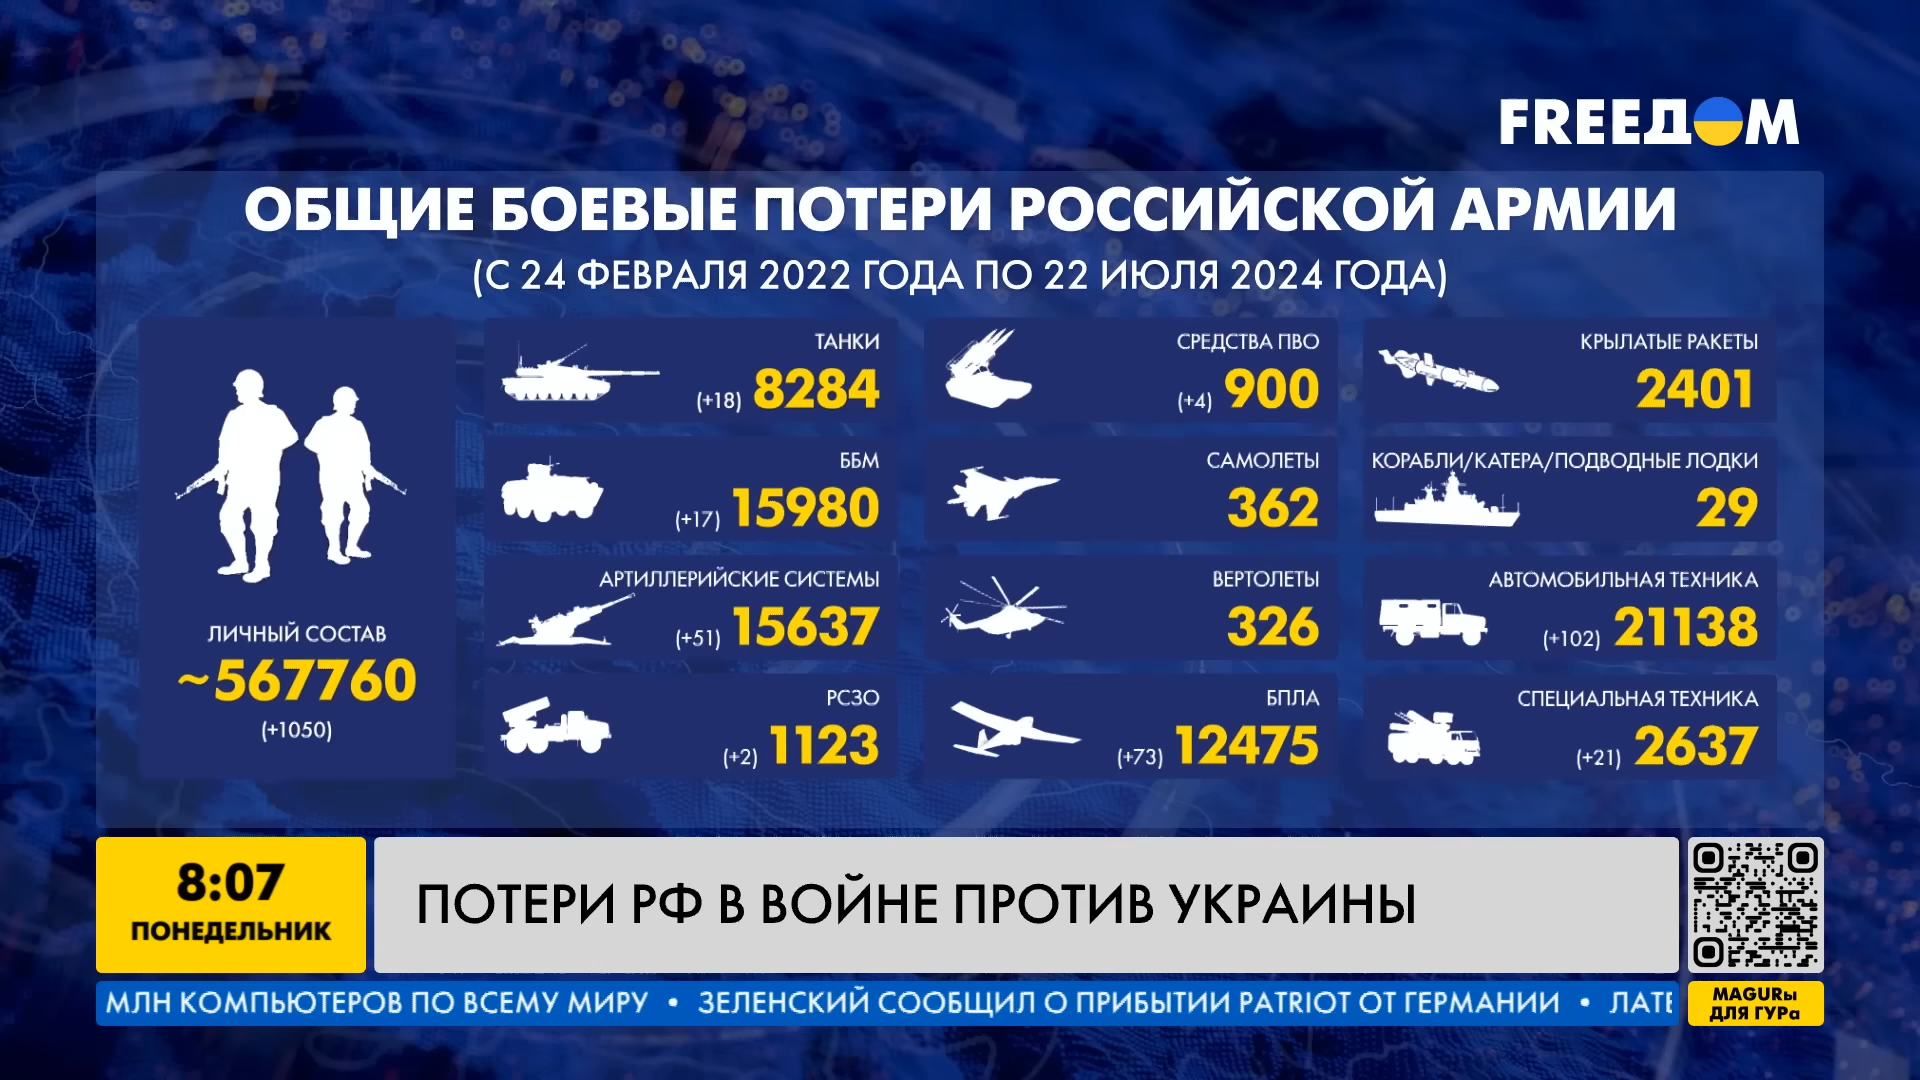 FREEДOM
ОБЩИЕ БОЕВЫЕ ПОТЕРИ РОССИЙСКОЙ АРМИИ
(С 24 ФЕВРАЛЯ 2022 ГОДА ПО 22 ИЮЛЯ 2024 ГОДА)
ЛИЧНЫЙ СОСТАВ
~567760
(+1050)
ТАНКИ
(+18) 8284
ББМ
(+17) 15980
АРТИЛЛЕРИЙСКИЕ СИСТЕМЫ
(+51) 15637
РСЗО
(+2) 1123
СРЕДСТВА ПВО
(+4) 900
САМОЛЕТЫ
362
ВЕРТОЛЕТЫ
326
БПЛА
(+73) 12475
КРЫЛАТЫЕ РАКЕТЫ
2401
КОРАБЛИ/КАТЕРА/ПОДВОДНЫЕ ЛОДКИ
29
АВТОМОБИЛЬНАЯ ТЕХНИКА
(+102) 21138
СПЕЦИАЛЬНАЯ ТЕХНИКА
(+21) 2637
8:07
ПОНЕДЕЛЬНИК
ПОТЕРИ РФ В ВОЙНЕ ПРОТИВ УКРАИНЫ
МЛН КОМПЬЮТЕРОВ ПО ВСЕМУ МИРУ • ЗЕЛЕНСКИЙ СООБЩИЛ О ПРИБЫТИИ PATRIOT ОТ ГЕРМАНИИ • ЛАТЕ
MAGURы
ДЛЯ ГУРа